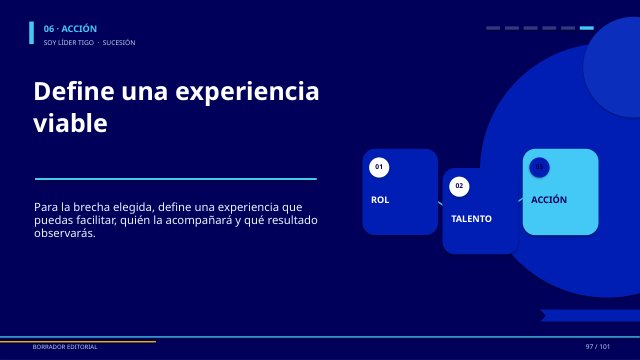 06 · ACCIÓN
SOY LÍDER TIGO · SUCESIÓN
Define una experiencia
viable
Para la brecha elegida, define una experiencia que
puedas facilitar, quién la acompañará y qué resultado
observarás.
01
ROL
02
TALENTO
03
ACCIÓN
BORRADOR EDITORIAL
97 / 101